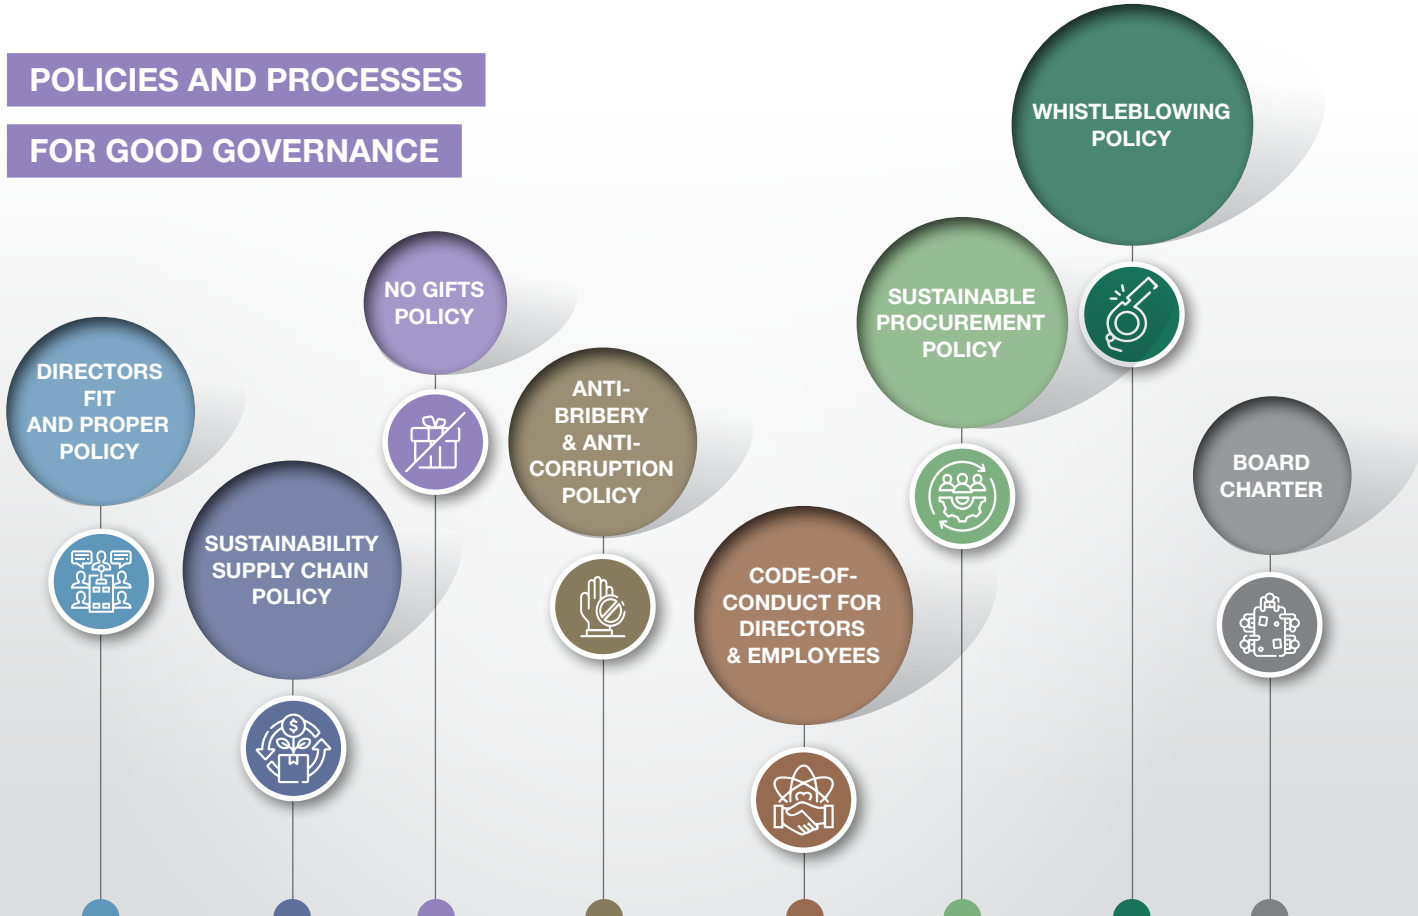 POLICIES AND PROCESSES
FOR GOOD GOVERNANCE
DIRECTORS
FIT
AND PROPER
POLICY
SUSTAINABILITY
SUPPLY CHAIN
POLICY
NO GIFTS
POLICY
ANTI-
BRIBERY
& ANTI-
CORRUPTION
POLICY
CODE-OF-
CONDUCT FOR
DIRECTORS
& EMPLOYEES
SUSTAINABLE
PROCUREMENT
POLICY
WHISTLEBLOWING
POLICY
BOARD
CHARTER
$